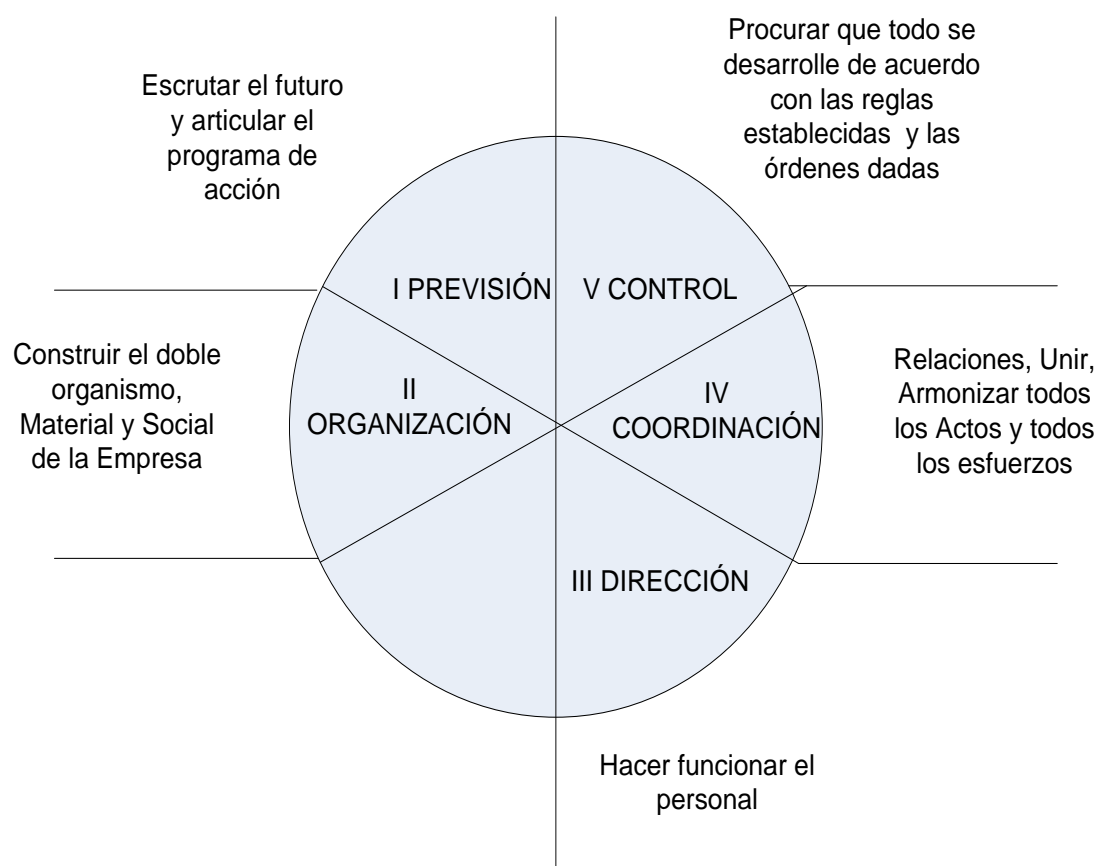 Escrutar el futuro
y articular el
programa de
acción
Procurar que todo se
desarrolle de acuerdo
con las reglas
establecidas y las
órdenes dadas
I PREVISIÓN
V CONTROL
Construir el doble
organismo,
Material y Social
de la Empresa
II
ORGANIZACIÓN
IV
COORDINACIÓN
Relaciones, Unir,
Armonizar todos
los Actos y todos
los esfuerzos
III DIRECCIÓN
Hacer funcionar el
personal